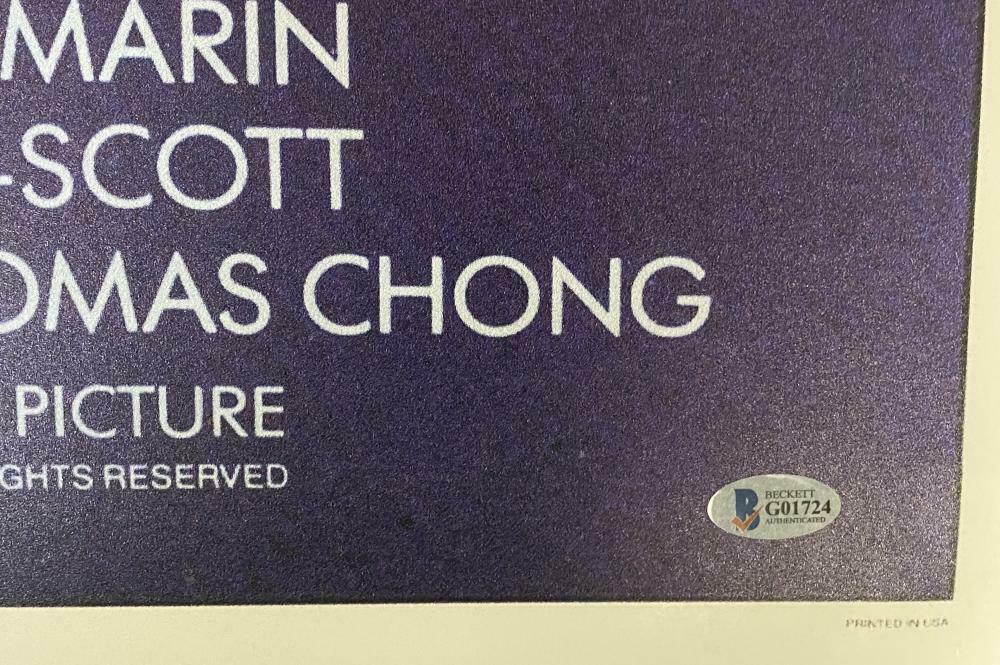 MARIN
-SCOTT
OMAS CHONG
PICTURE
GHTS RESERVED
BECKETT
G01724
AUTHENTICATED
PRINTED IN USA